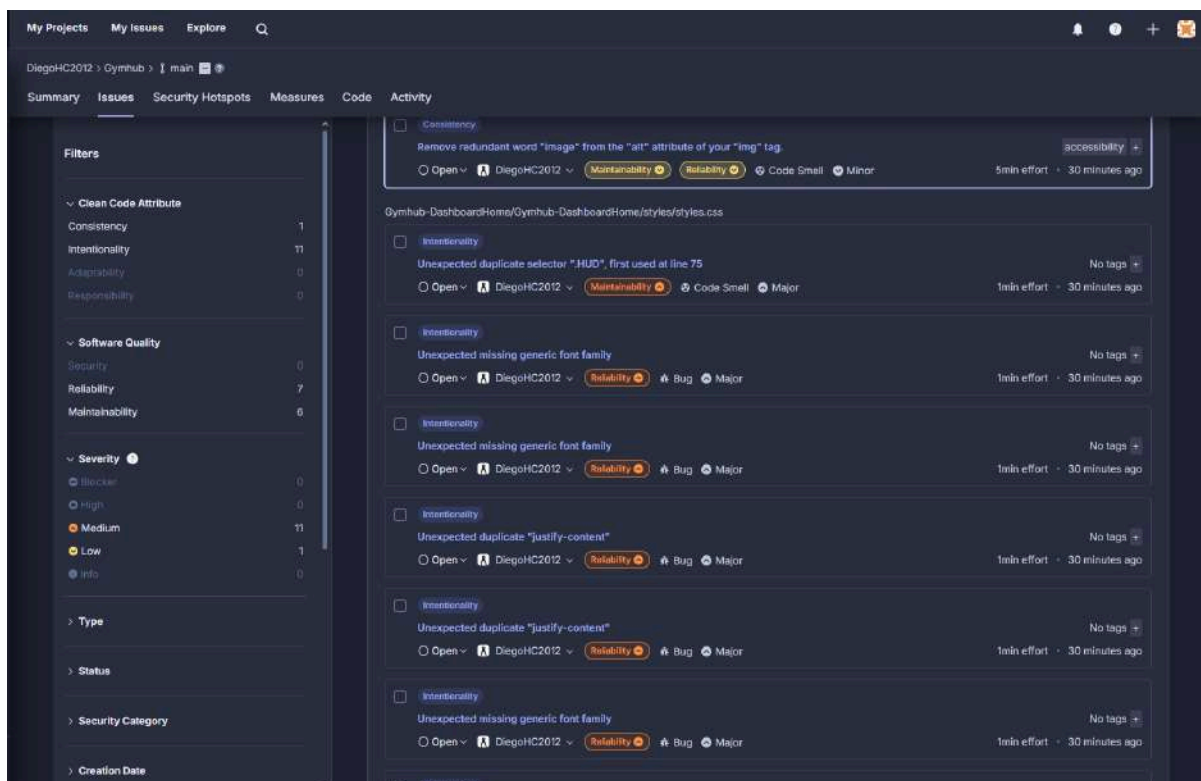 My Projects My Issues Explore
DiegoHC2012 > Gymhub > main
Summary Issues Security Hotspots Measures Code Activity
Filters
Clean Code Attribute
Consistency 1
Intentionality 11
Adaptability 0
Responsibility 0
Software Quality
Security 0
Reliability 7
Maintainability 6
Severity ?
Blocker 0
High 0
Medium 11
Low 1
Info 0
Type
Status
Security Category
Creation Date
Consistency
Remove redundant word "image" from the "alt" attribute of your "img" tag. accessibility +
Open DiegoHC2012 Maintainability Reliability Code Smell Minor 5min effort • 30 minutes ago
Gymhub-DashboardHome/Gymhub-DashboardHome/styles/styles.css
Intentionality
Unexpected duplicate selector ".HUD", first used at line 75 No tags +
Open DiegoHC2012 Maintainability Code Smell Major 1min effort • 30 minutes ago
Intentionality
Unexpected missing generic font family No tags +
Open DiegoHC2012 Reliability Bug Major 1min effort • 30 minutes ago
Intentionality
Unexpected missing generic font family No tags +
Open DiegoHC2012 Reliability Bug Major 1min effort • 30 minutes ago
Intentionality
Unexpected duplicate "justify-content" No tags +
Open DiegoHC2012 Reliability Bug Major 1min effort • 30 minutes ago
Intentionality
Unexpected duplicate "justify-content" No tags +
Open DiegoHC2012 Reliability Bug Major 1min effort • 30 minutes ago
Intentionality
Unexpected missing generic font family No tags +
Open DiegoHC2012 Reliability Bug Major 1min effort • 30 minutes ago